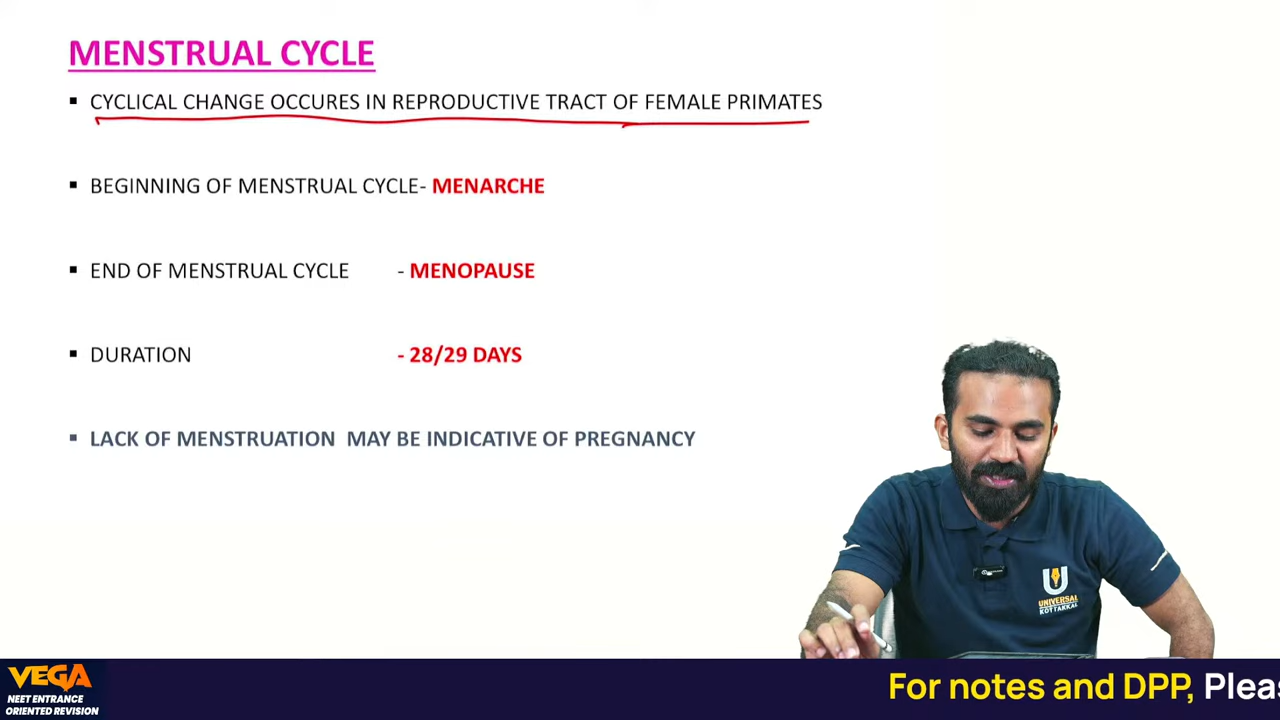 MENSTRUAL CYCLE
▪ CYCLICAL CHANGE OCCURES IN REPRODUCTIVE TRACT OF FEMALE PRIMATES
▪ BEGINNING OF MENSTRUAL CYCLE- MENARCHE
▪ END OF MENSTRUAL CYCLE - MENOPAUSE
▪ DURATION - 28/29 DAYS
▪ LACK OF MENSTRUATION MAY BE INDICATIVE OF PREGNANCY
UNIVERSAL
KOTTAKKAL
VEGA
NEET ENTRANCE
ORIENTED REVISION
For notes and DPP, Pleas